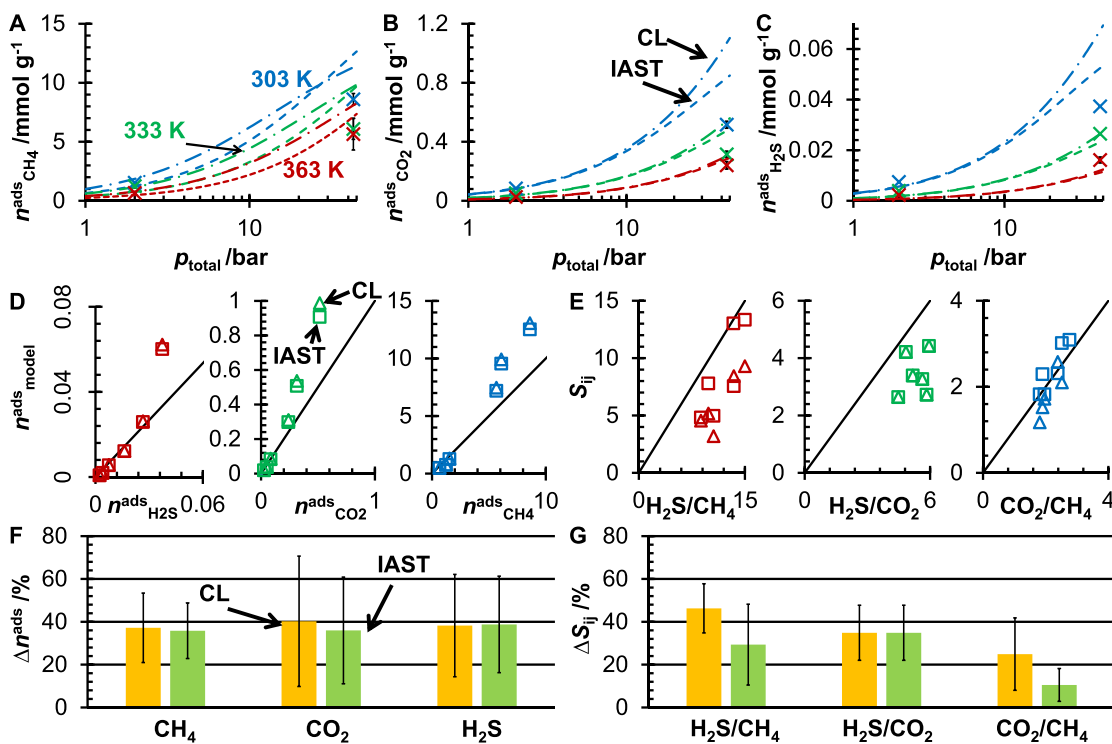 A
n^ads_CH4 /mmol g⁻¹
15
10
5
0
303 K
333 K
363 K
1
10
p_total /bar
B
n^ads_CO2 /mmol g⁻¹
1.2
0.8
0.4
0
CL
IAST
1
10
p_total /bar
C
n^ads_H2S /mmol g⁻¹
0.06
0.04
0.02
0
1
10
p_total /bar
D
n^ads_model
0.08
0.04
0
0
n^ads_H2S
0.06
1
0.8
0.6
0.4
0.2
0
CL
IAST
0
n^ads_CO2
1
15
10
5
0
0
n^ads_CH4
10
E
S_ij
15
10
5
0
0
H₂S/CH₄
15
6
4
2
0
0
H₂S/CO₂
6
4
2
0
0
CO₂/CH₄
4
F
Δn^ads /%
80
60
40
20
0
CL
IAST
CH₄
CO₂
H₂S
G
ΔS_ij /%
80
60
40
20
0
H₂S/CH₄
H₂S/CO₂
CO₂/CH₄